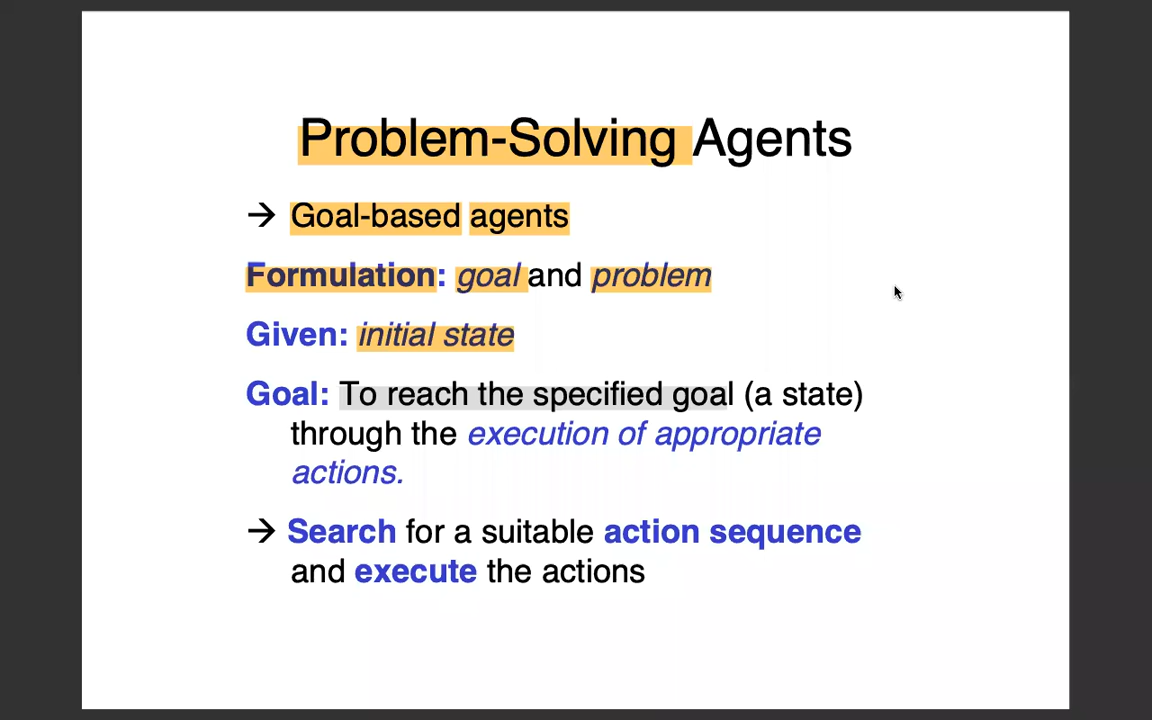 Problem-Solving Agents
→ Goal-based agents
Formulation: goal and problem
Given: initial state
Goal: To reach the specified goal (a state)
through the execution of appropriate
actions.
→ Search for a suitable action sequence
and execute the actions